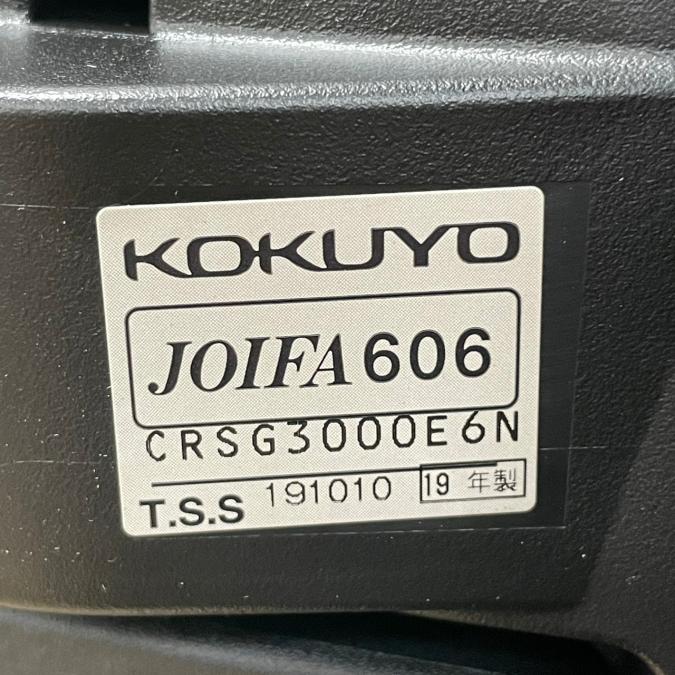 KOKUYO
JOIFA 606
CRSG3000E6N
T.S.S 191010 19 年製